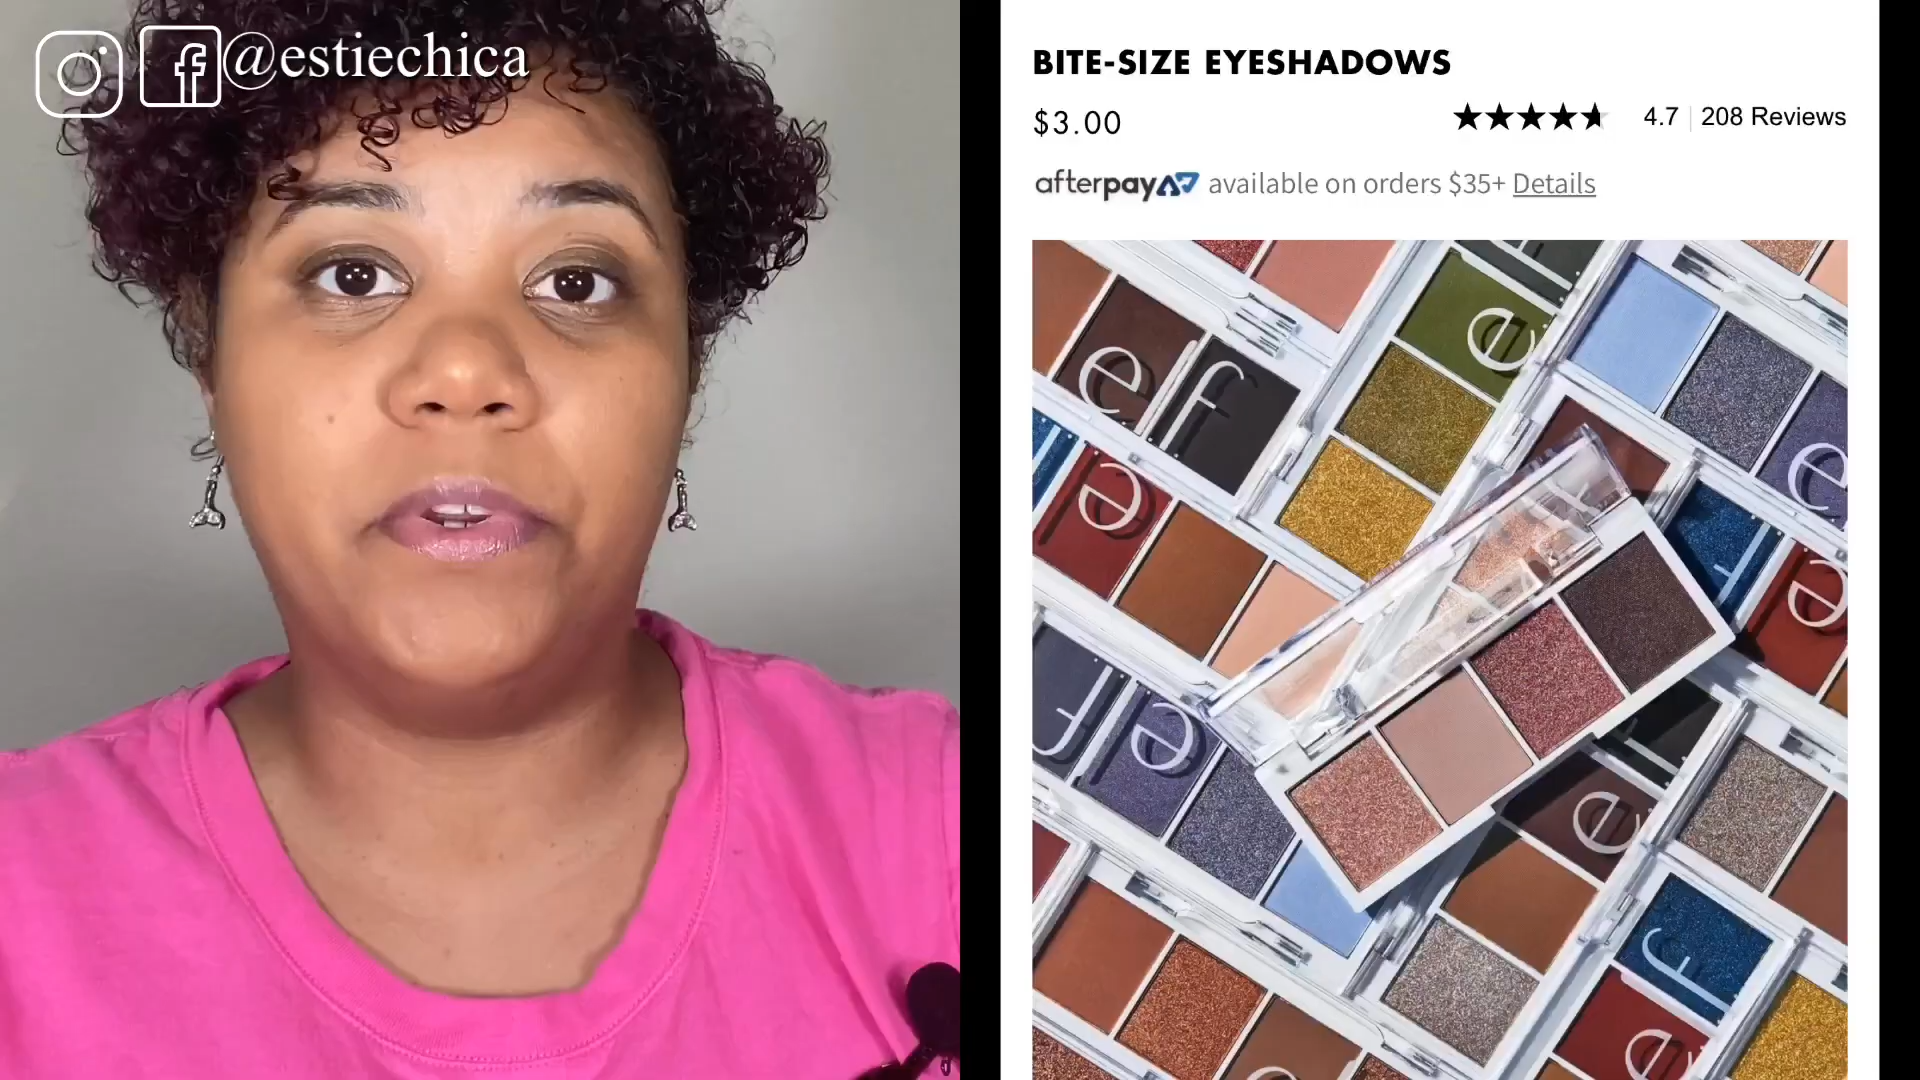 @estiechica
BITE-SIZE EYESHADOWS
$3.00
4.7
208 Reviews
afterpay available on orders $35+ Details
e
f
e
e
e
e
e
e
f
e